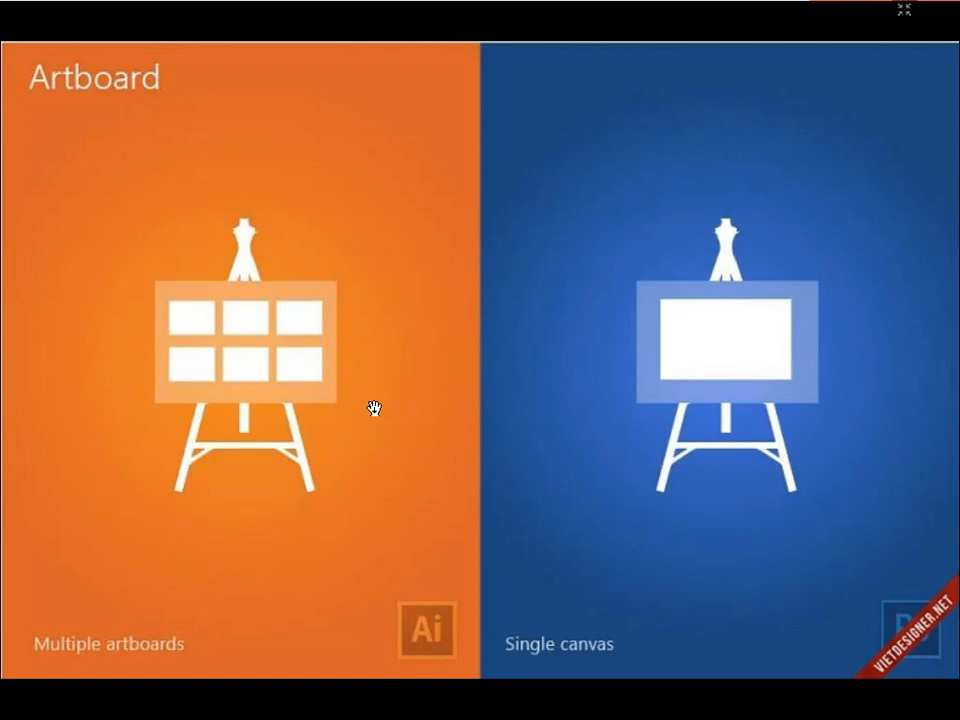 Artboard
Multiple artboards
Ai
Single canvas
VIETDESIGNER.NET